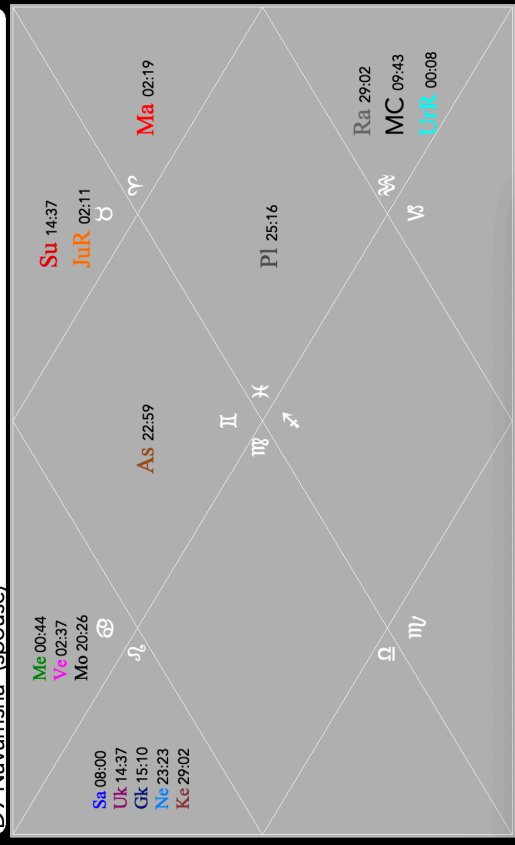 D9 Navamsha (spouse)
Me 00:44
Ve 02:37
Mo 20:26
♋
Su 14:37
JuR 02:11
♉
Sa 08:00
Uk 14:37
Gk 15:10
Ne 23:23
Ke 29:02
♌
As 22:59
♊
Ma 02:19
♈
♍ ♓
♐
Pl 25:16
♎
♏
Ra 29:02
MC 09:43
UrR 00:08
♒
♑